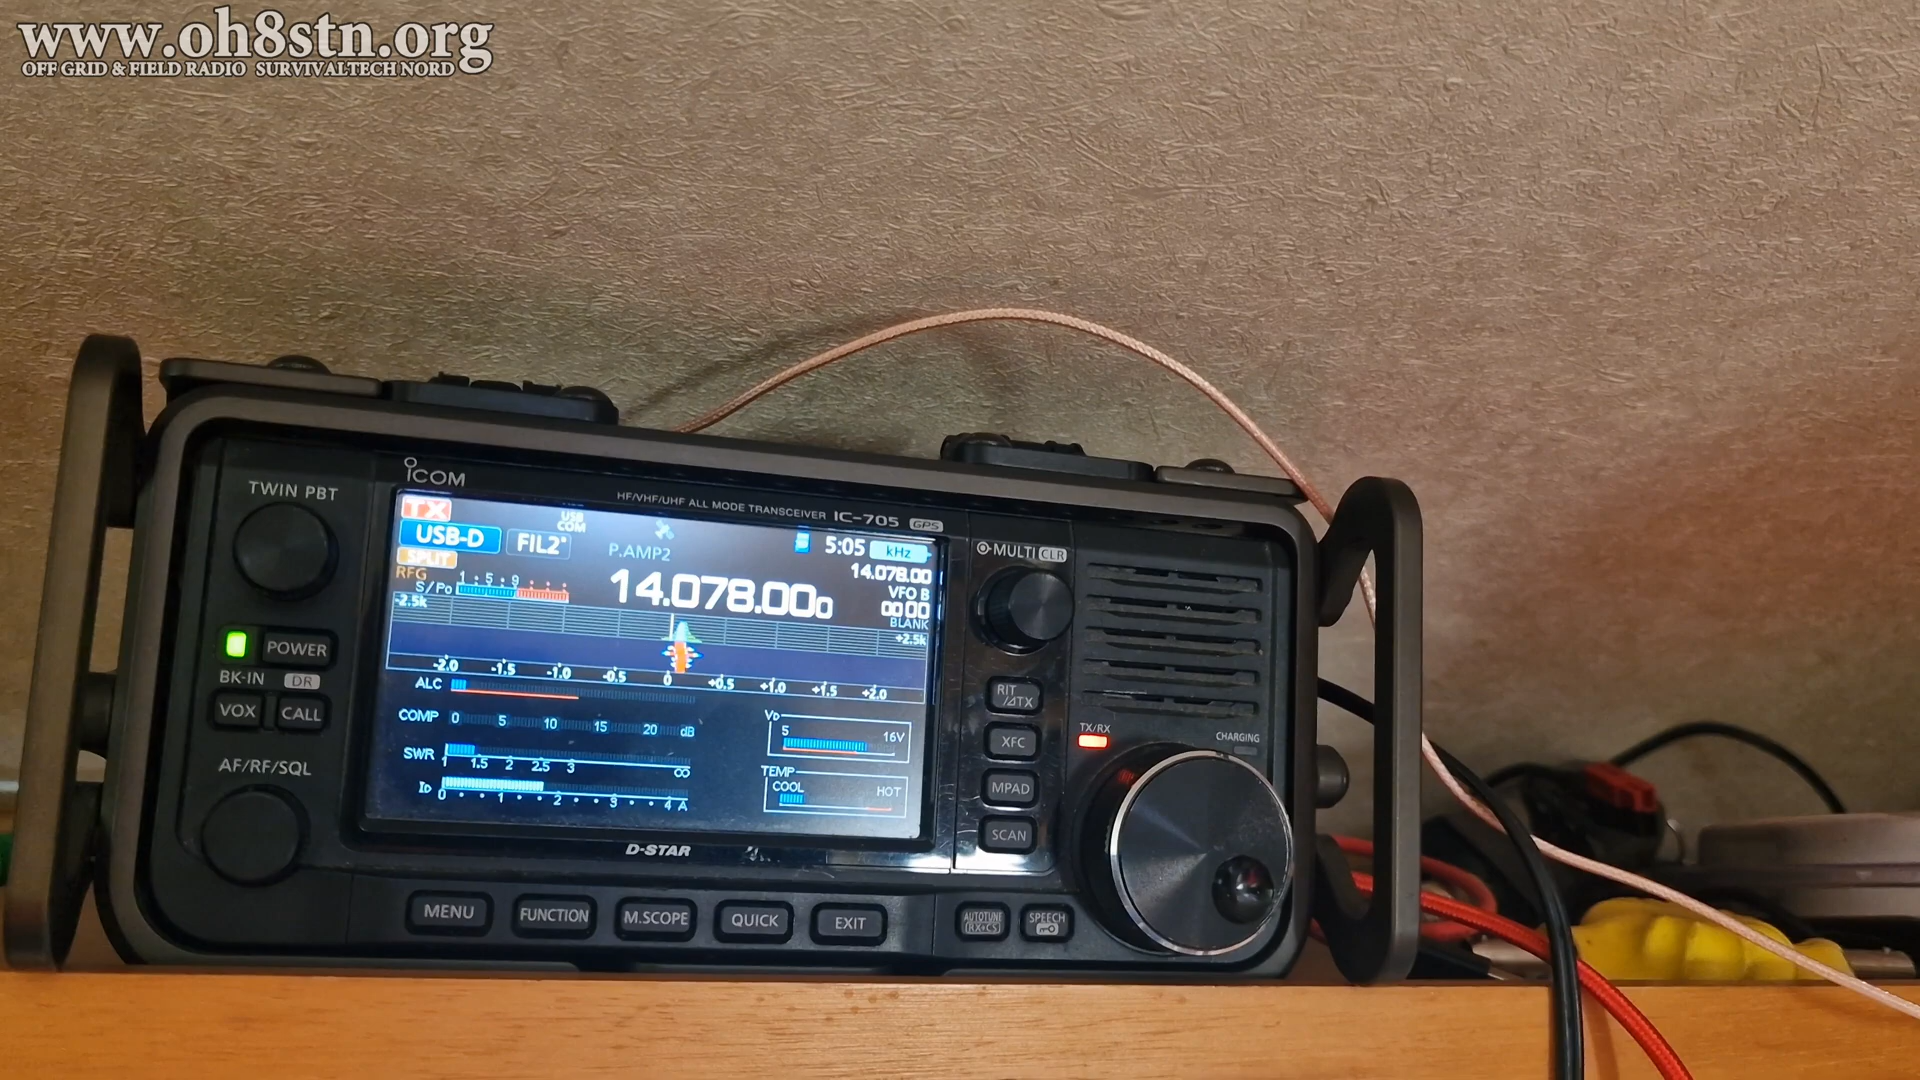 www.oh8stn.org
OFF GRID & FIELD RADIO SURVIVALTECH NORD
ICOM
TWIN PBT
HF/VHF/UHF ALL MODE TRANSCEIVER IC-705 GPS
TX
USB COM
USB-D FIL2
P.AMP2
5:05 kHz
SPLIT
RFG
S/Po 1 · 5 · 9
14.078.000
14.078.00
VFO B
00 00
BLANK
-2.5k
+2.5k
-2.0 -1.5 -1.0 -0.5 0 +0.5 +1.0 +1.5 +2.0
ALC
COMP 0 5 10 15 20 dB
SWR 1 1.5 2 2.5 3 ∞
ID 0 1 2 3 4 A
VD
5 16V
TEMP
COOL HOT
D-STAR
POWER
BK-IN DR
VOX CALL
AF/RF/SQL
MULTI CLR
RIT /⊿TX
XFC
MPAD
SCAN
TX/RX
CHARGING
MENU FUNCTION M.SCOPE QUICK EXIT
AUTOTUNE
RX→CS
SPEECH